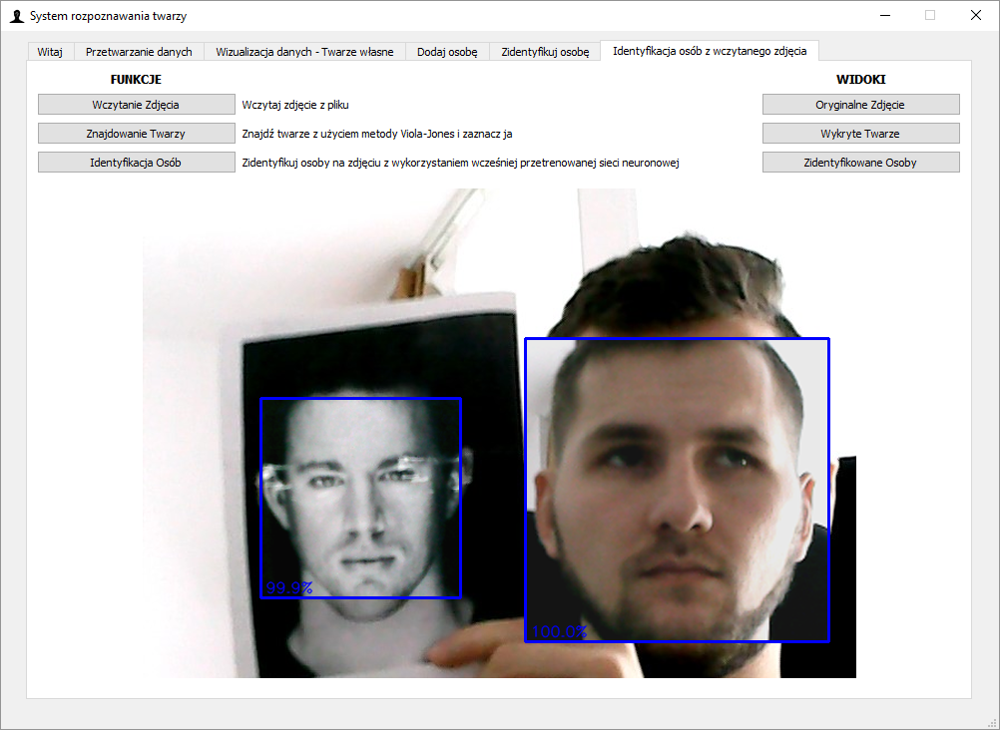 System rozpoznawania twarzy
Witaj
Przetwarzanie danych
Wizualizacja danych - Twarze własne
Dodaj osobę
Zidentyfikuj osobę
Identyfikacja osób z wczytanego zdjęcia
FUNKCJE
WIDOKI
Wczytanie Zdjęcia
Wczytaj zdjęcie z pliku
Oryginalne Zdjęcie
Znajdowanie Twarzy
Znajdź twarze z użyciem metody Viola-Jones i zaznacz ja
Wykryte Twarze
Identyfikacja Osób
Zidentyfikuj osoby na zdjęciu z wykorzystaniem wcześniej przetrenowanej sieci neuronowej
Zidentyfikowane Osoby
99.9%
100.0%